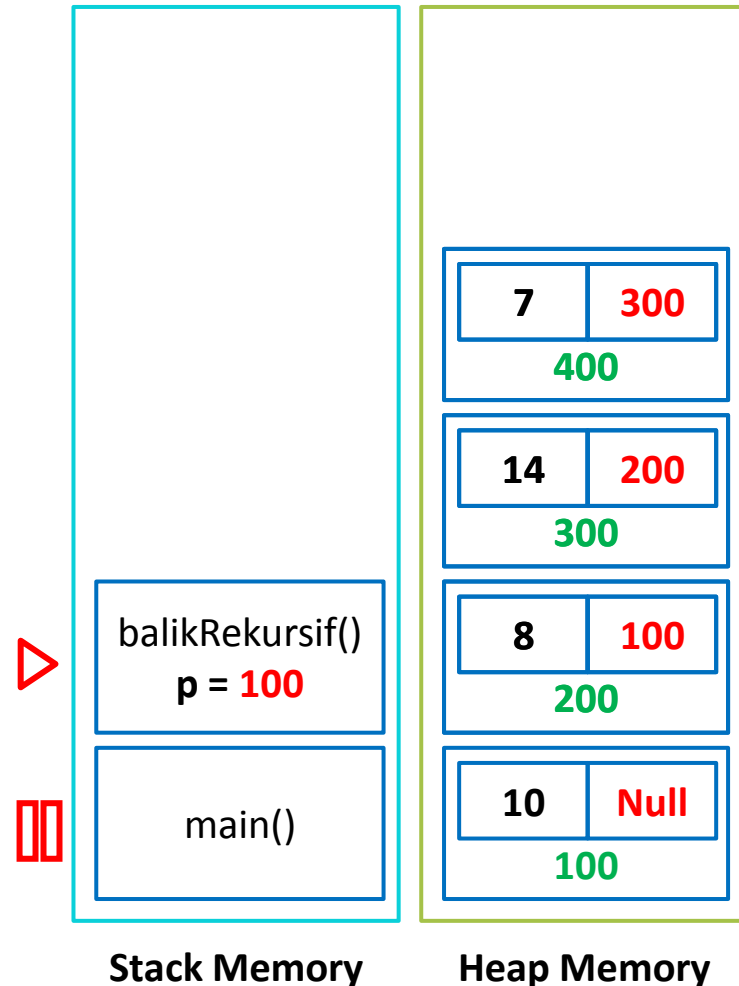 7 300
400
14 200
300
balikRekursif()
p = 100
8 100
200
main()
10 Null
100
Stack Memory Heap Memory